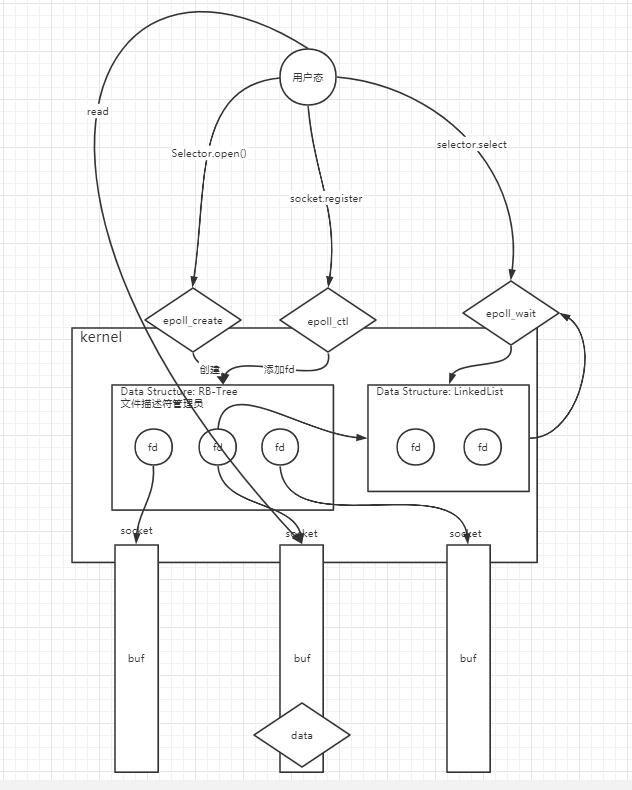 用户态
read
Selector.open()
selector.select
socket.register
epoll_create
epoll_ctl
epoll_wait
kernel
创建
添加fd
Data Structure: RB-Tree
文件描述符管理员
Data Structure: LinkedList
fd
fd
fd
fd
fd
socket
socket
socket
buf
buf
buf
data